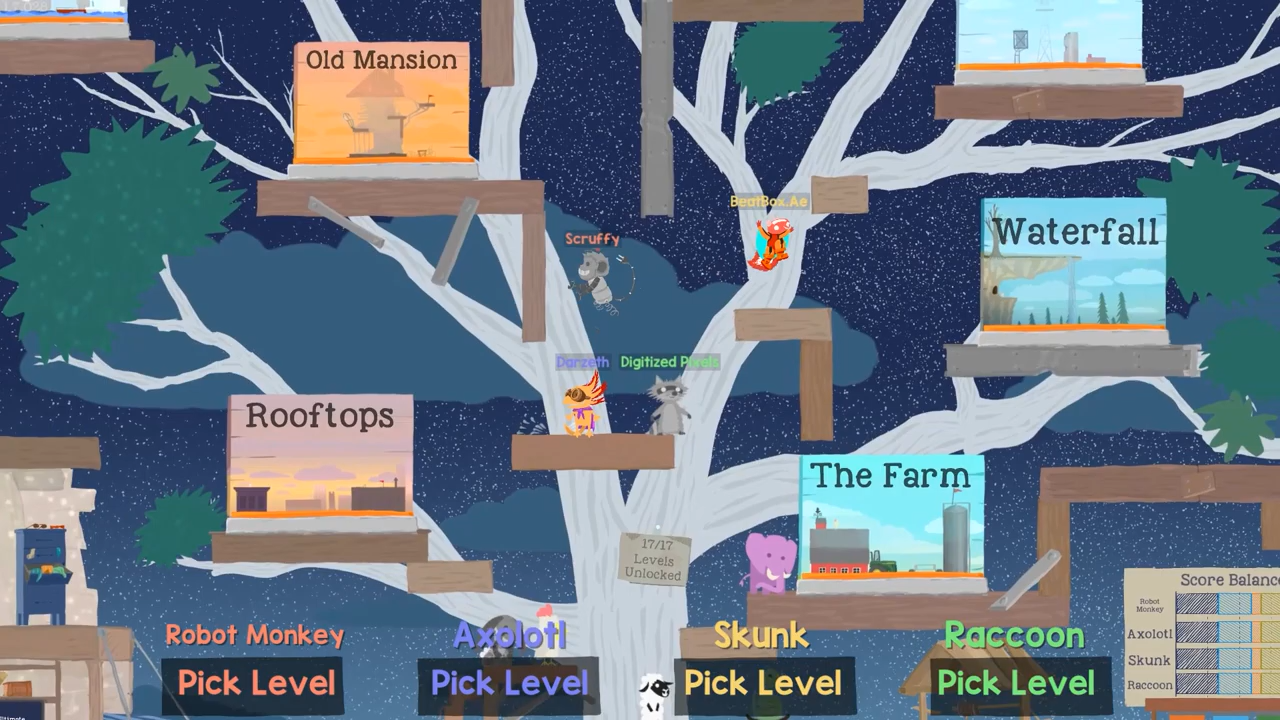 Old Mansion
BeatBox.Ae
Waterfall
Scruffy
Darzeth
Digitized Pixels
Rooftops
The Farm
17/17
Levels
Unlocked
Score Balance
Robot
Monkey
Axolotl
Skunk
Raccoon
Robot Monkey
Axolotl
Skunk
Raccoon
Pick Level
Pick Level
Pick Level
Pick Level